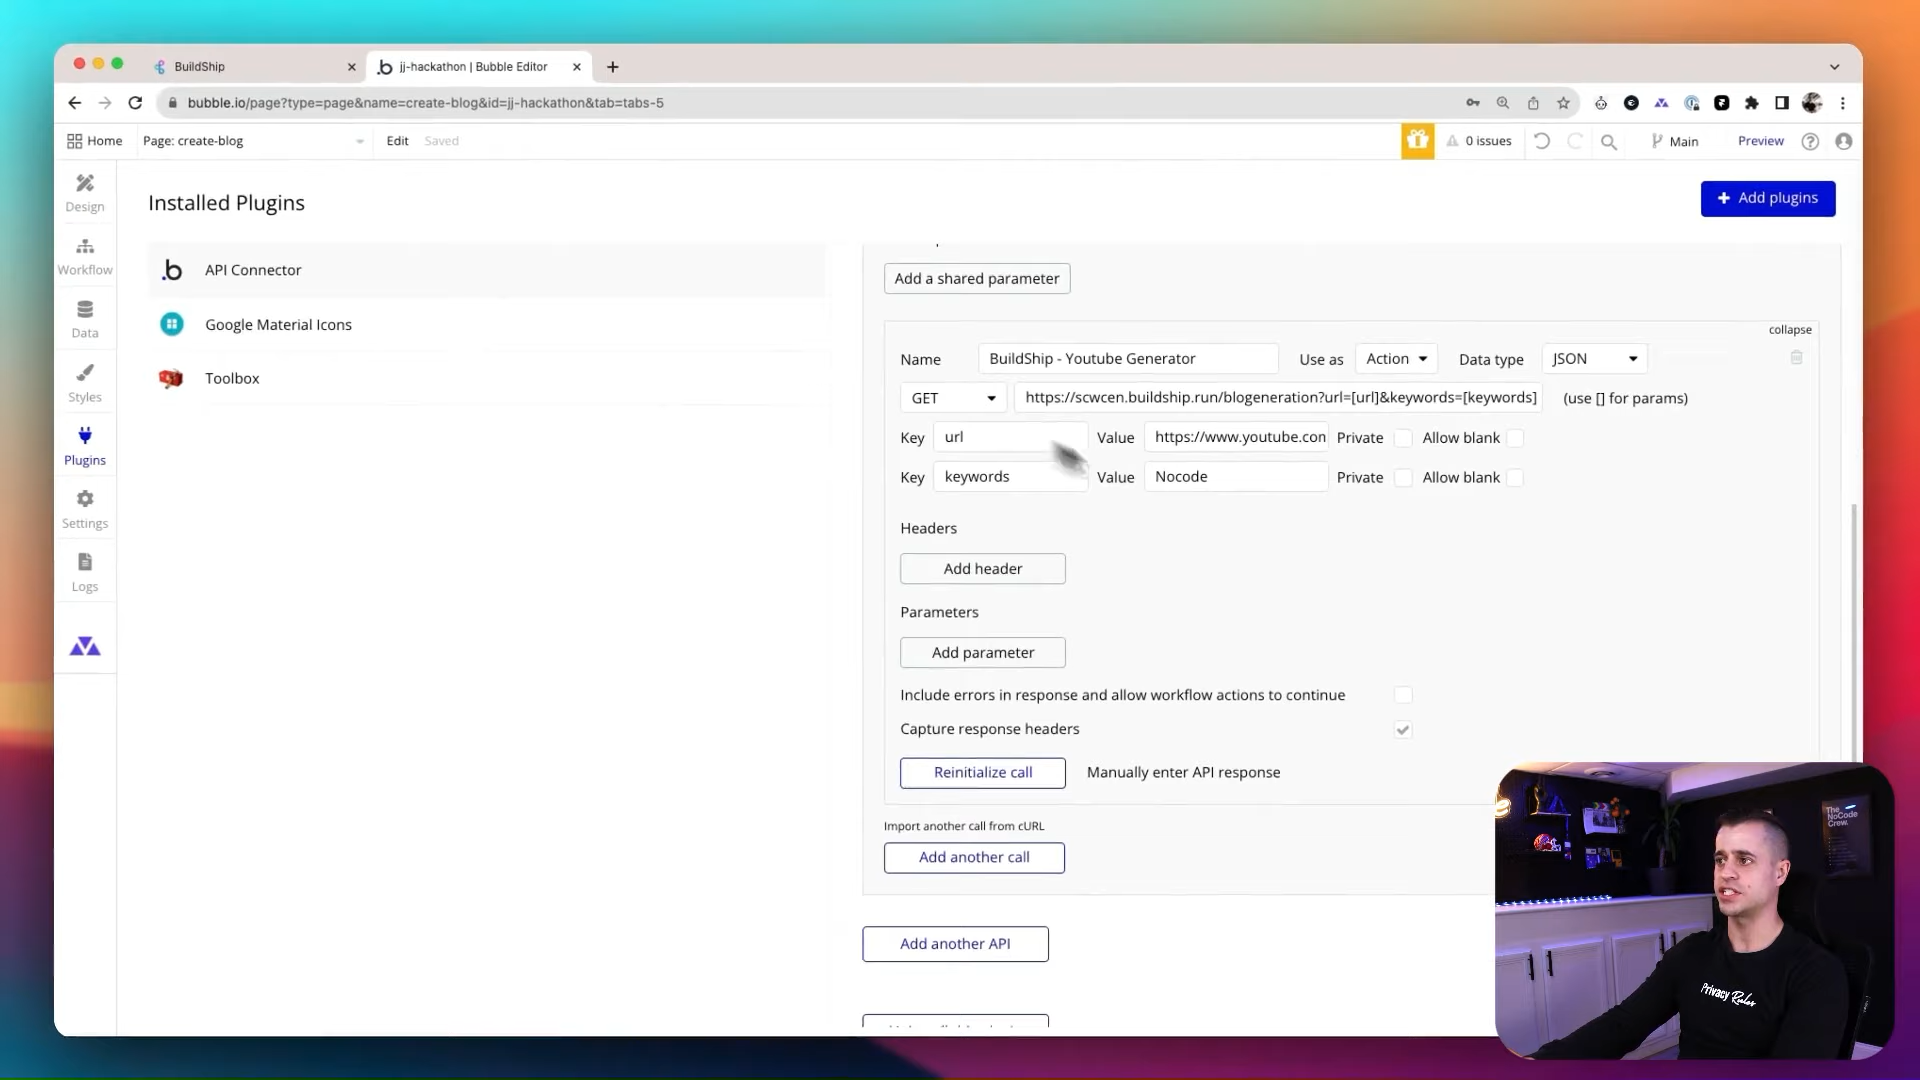 BuildShip
jj-hackathon | Bubble Editor
bubble.io/page?type=page&name=create-blog&id=jj-hackathon&tab=tabs-5
Home
Page: create-blog
Edit
Saved
0 issues
Main
Preview
Design
Workflow
Data
Styles
Plugins
Settings
Logs
Installed Plugins
Add plugins
API Connector
Google Material Icons
Toolbox
Add a shared parameter
collapse
Name BuildShip - Youtube Generator Use as Action Data type JSON
GET https://scwcen.buildship.run/blogeneration?url=[url]&keywords=[keywords] (use [] for params)
Key url Value https://www.youtube.con Private Allow blank
Key keywords Value Nocode Private Allow blank
Headers
Add header
Parameters
Add parameter
Include errors in response and allow workflow actions to continue
Capture response headers
Reinitialize call Manually enter API response
Import another call from cURL
Add another call
Add another API
The
NoCode
Crew.
Privacy Rules